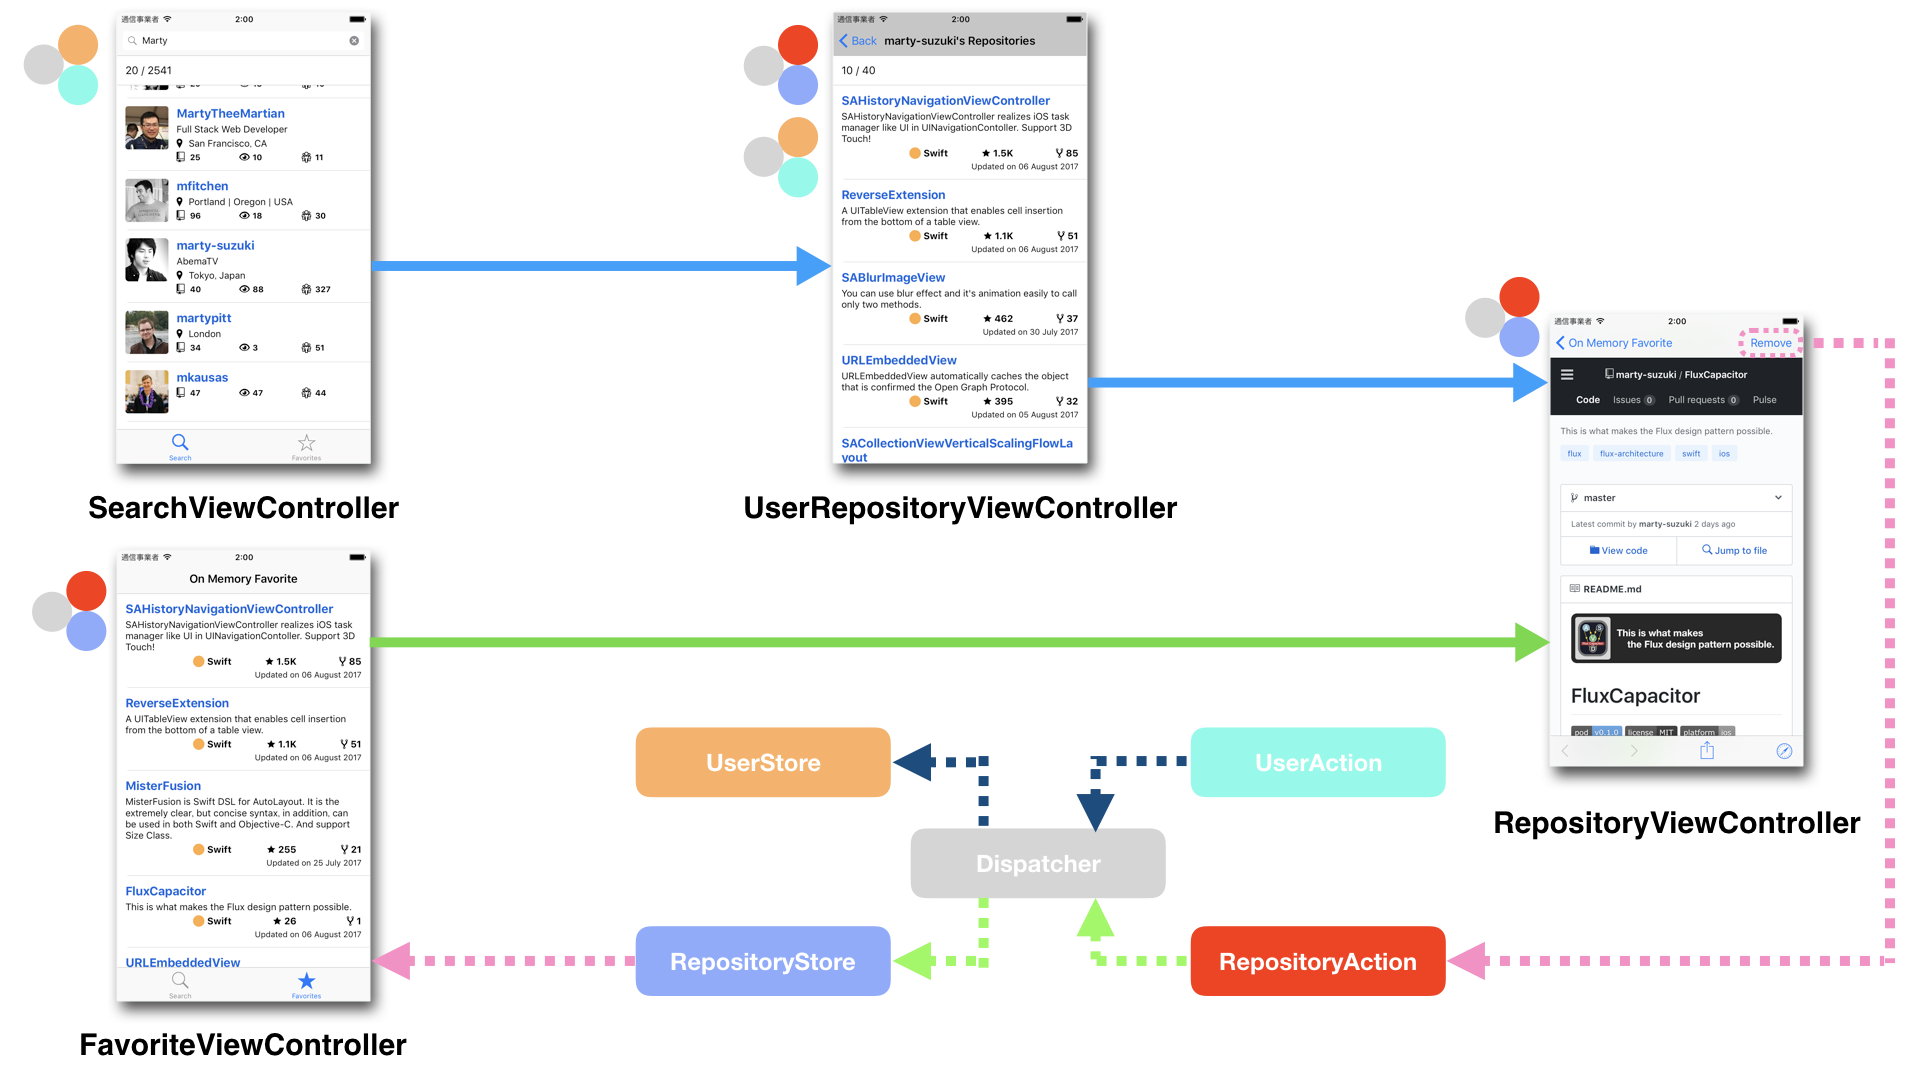 通信事業者 2:00
Marty
20 / 2541
MartyTheeMartian
Full Stack Web Developer
San Francisco, CA
25 10 11
mfitchen
Portland | Oregon | USA
96 18 30
marty-suzuki
AbemaTV
Tokyo, Japan
40 88 327
martypitt
London
34 3 51
mkausas
47 47 44
Search Favorites
SearchViewController
通信事業者 2:00
Back marty-suzuki's Repositories
10 / 40
SAHistoryNavigationViewController
SAHistoryNavigationViewController realizes iOS task
manager like UI in UINavigationContoller. Support 3D
Touch!
Swift ★ 1.5K 85
Updated on 06 August 2017
ReverseExtension
A UITableView extension that enables cell insertion
from the bottom of a table view.
Swift ★ 1.1K 51
Updated on 06 August 2017
SABlurImageView
You can use blur effect and it's animation easily to call
only two methods.
Swift ★ 462 37
Updated on 30 July 2017
URLEmbeddedView
URLEmbeddedView automatically caches the object
that is confirmed the Open Graph Protocol.
Swift ★ 395 32
Updated on 05 August 2017
SACollectionViewVerticalScalingFlowLa
yout
UserRepositoryViewController
通信事業者 2:00
On Memory Favorite Remove
marty-suzuki / FluxCapacitor
Code Issues 0 Pull requests 0 Pulse
This is what makes the Flux design pattern possible.
flux flux-architecture swift ios
master
Latest commit by marty-suzuki 2 days ago
View code Jump to file
README.md
This is what makes
the Flux design pattern possible.
FluxCapacitor
pod v0.1.0 license MIT platform ios
RepositoryViewController
通信事業者 2:00
On Memory Favorite
SAHistoryNavigationViewController
SAHistoryNavigationViewController realizes iOS task
manager like UI in UINavigationContoller. Support 3D
Touch!
Swift ★ 1.5K 85
Updated on 06 August 2017
ReverseExtension
A UITableView extension that enables cell insertion
from the bottom of a table view.
Swift ★ 1.1K 51
Updated on 06 August 2017
MisterFusion
MisterFusion is Swift DSL for AutoLayout. It is the
extremely clear, but concise syntax, in addition, can
be used in both Swift and Objective-C. And support
Size Class.
Swift ★ 255 21
Updated on 25 July 2017
FluxCapacitor
This is what makes the Flux design pattern possible.
Swift ★ 26 1
Updated on 06 August 2017
URLEmbeddedView
Search Favorites
FavoriteViewController
UserStore
UserAction
Dispatcher
RepositoryStore
RepositoryAction